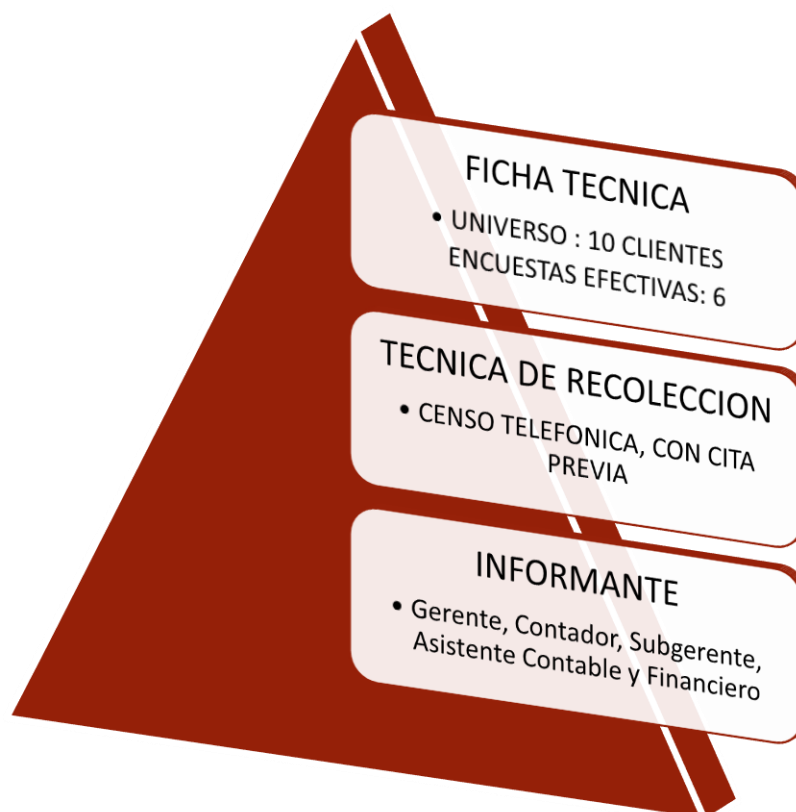 FICHA TECNICA
• UNIVERSO : 10 CLIENTES
ENCUESTAS EFECTIVAS: 6
TECNICA DE RECOLECCION
• CENSO TELEFONICA, CON CITA
PREVIA
INFORMANTE
• Gerente, Contador, Subgerente,
Asistente Contable y Financiero